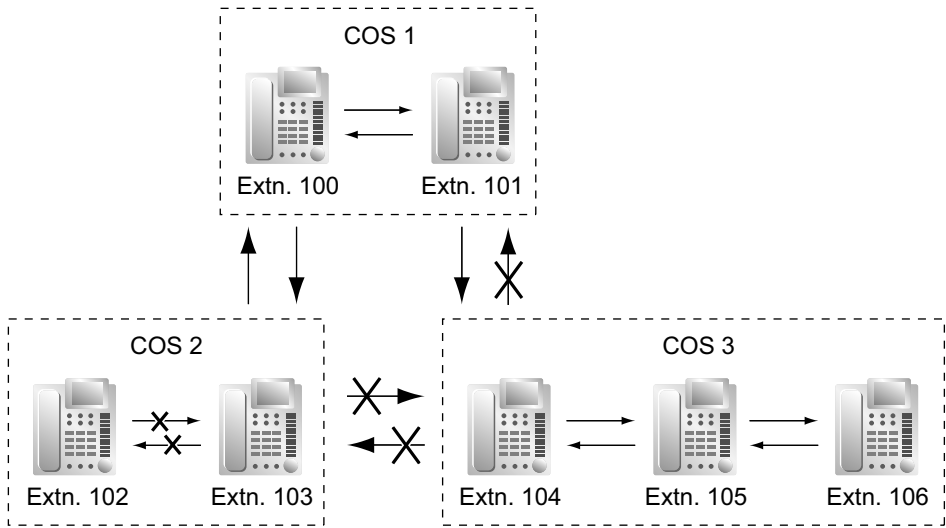 COS 1
Extn. 100
Extn. 101
COS 2
COS 3
Extn. 102
Extn. 103
Extn. 104
Extn. 105
Extn. 106